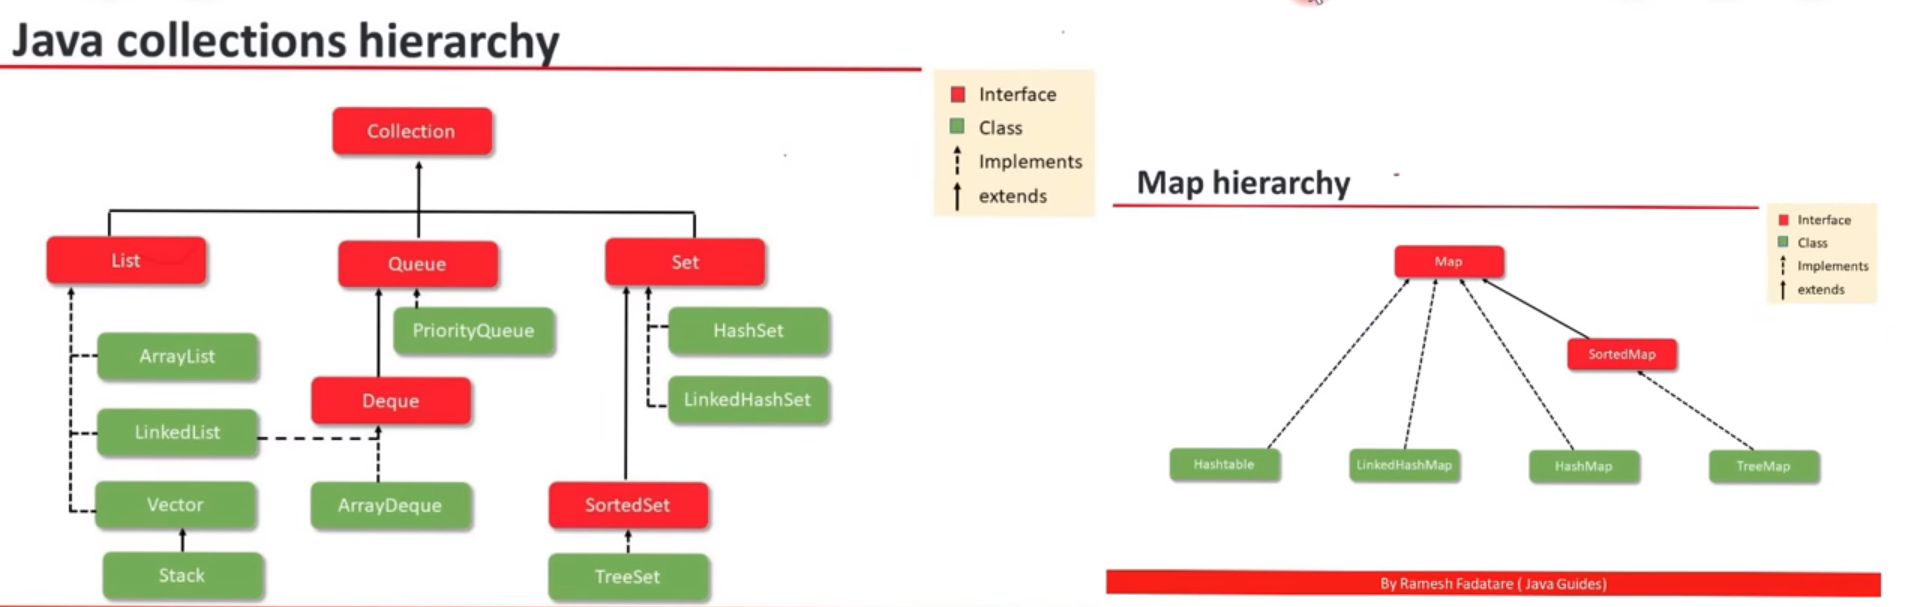 Java collections hierarchy
Interface
Class
Implements
extends
Collection
List
Queue
Set
PriorityQueue
HashSet
ArrayList
Deque
LinkedHashSet
LinkedList
Vector
ArrayDeque
SortedSet
Stack
TreeSet
Map hierarchy
Interface
Class
Implements
extends
Map
SortedMap
Hashtable
LinkedHashMap
HashMap
TreeMap
By Ramesh Fadatare ( Java Guides)